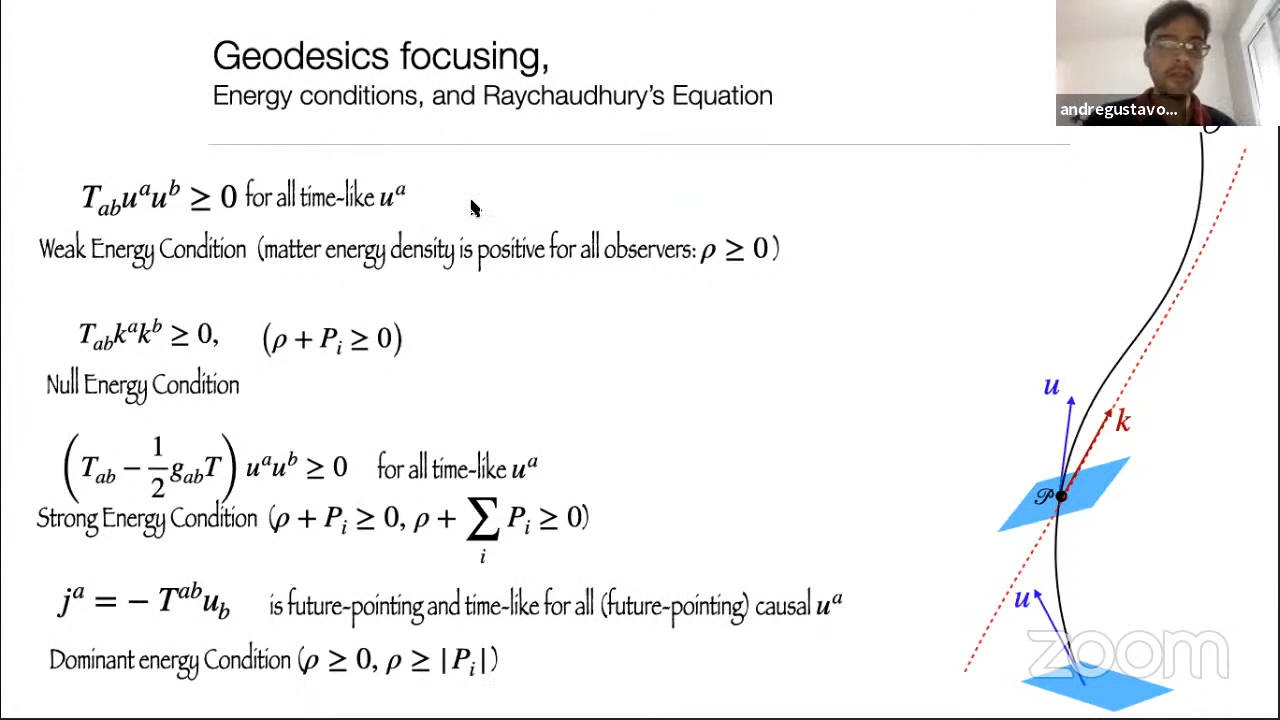 Geodesics focusing,
Energy conditions, and Raychaudhury's Equation
andregustavo...
T_{ab}u^a u^b ≥ 0 for all time-like u^a
Weak Energy Condition (matter energy density is positive for all observers: ρ ≥ 0)
T_{ab}k^a k^b ≥ 0, (ρ + P_i ≥ 0)
Null Energy Condition
(T_{ab} − \frac{1}{2} g_{ab}T) u^a u^b ≥ 0 for all time-like u^a
Strong Energy Condition (ρ + P_i ≥ 0, ρ + ∑_i P_i ≥ 0)
j^a = − T^{ab}u_b is future-pointing and time-like for all (future-pointing) causal u^a
Dominant energy Condition (ρ ≥ 0, ρ ≥ |P_i|)
u
k
𝒫
u
zoom